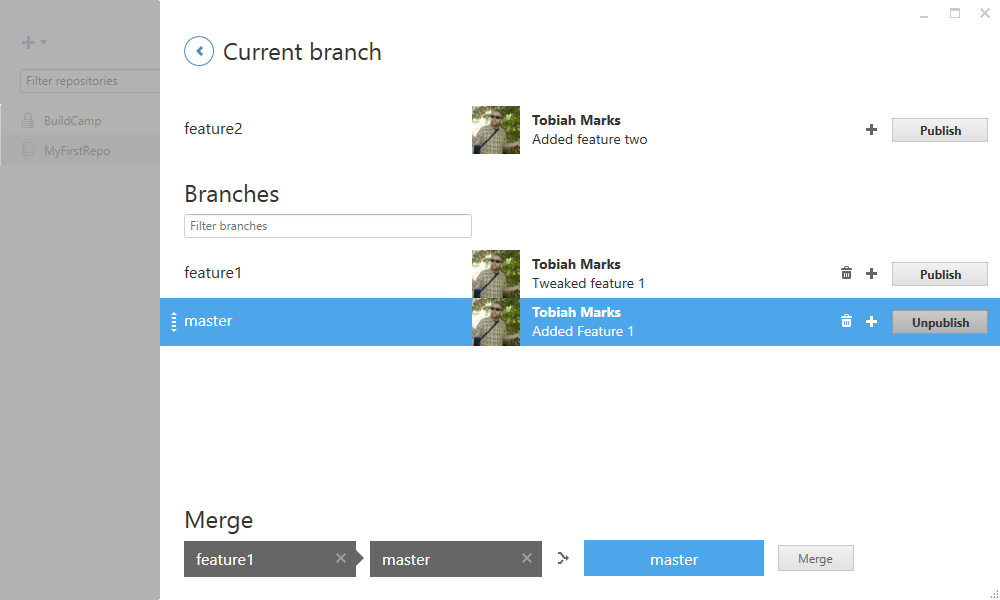 Filter repositories
BuildCamp
MyFirstRepo
Current branch
feature2
Tobiah Marks
Added feature two
Publish
Branches
Filter branches
feature1
Tobiah Marks
Tweaked feature 1
Publish
master
Tobiah Marks
Added Feature 1
Unpublish
Merge
feature1
master
master
Merge